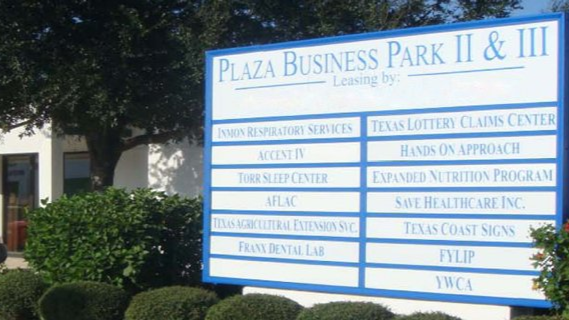 PLAZA BUSINESS PARK II & III
Leasing by:
INMON RESPIRATORY SERVICES
ACCENT IV
TORR SLEEP CENTER
AFLAC
TEXAS AGRICULTURAL EXTENSION SVC.
FRANX DENTAL LAB
TEXAS LOTTERY CLAIMS CENTER
HANDS ON APPROACH
EXPANDED NUTRITION PROGRAM
SAVE HEALTHCARE INC.
TEXAS COAST SIGNS
FYLIP
YWCA